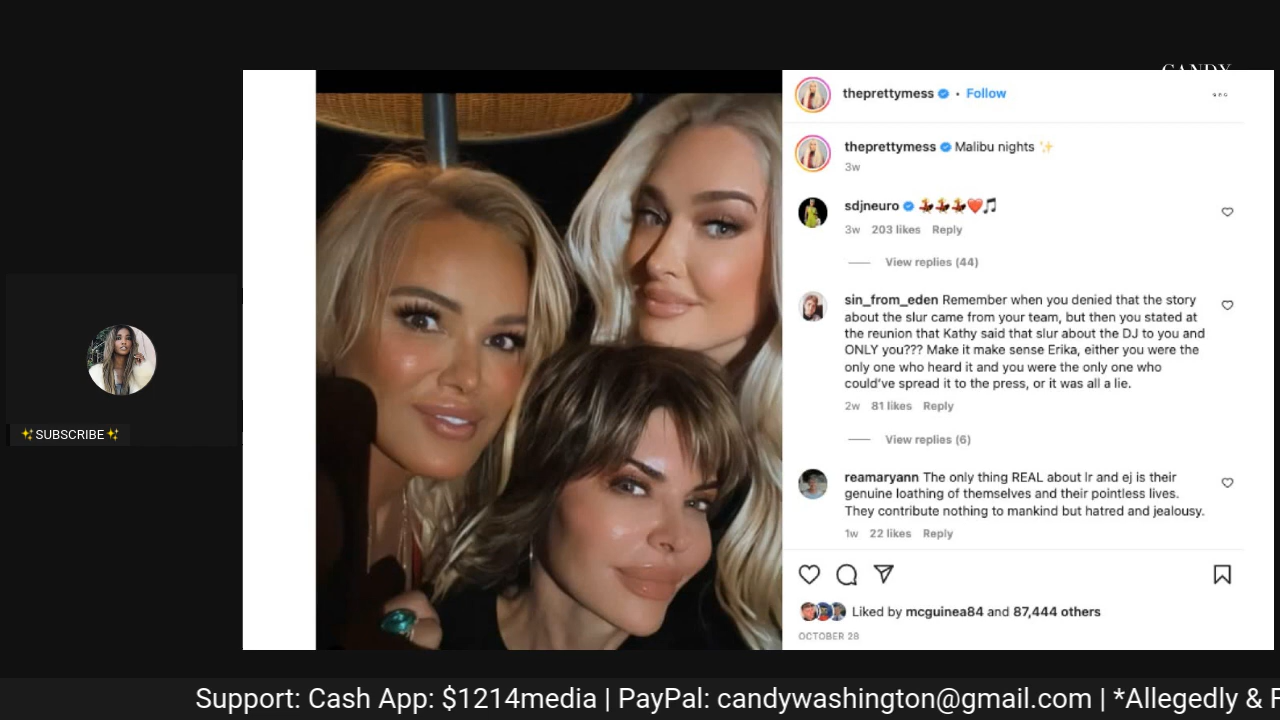 CANDY
theprettymess • Follow
theprettymess Malibu nights ✨
3w
sdjneuro 💃💃💃❤️🎵
3w 203 likes Reply
View replies (44)
sin_from_eden Remember when you denied that the story
about the slur came from your team, but then you stated at
the reunion that Kathy said that slur about the DJ to you and
ONLY you??? Make it make sense Erika, either you were the
only one who heard it and you were the only one who
could've spread it to the press, or it was all a lie.
2w 81 likes Reply
View replies (6)
reamaryann The only thing REAL about lr and ej is their
genuine loathing of themselves and their pointless lives.
They contribute nothing to mankind but hatred and jealousy.
1w 22 likes Reply
Liked by mcguinea84 and 87,444 others
OCTOBER 28
✨SUBSCRIBE✨
Support: Cash App: $1214media | PayPal: candywashington@gmail.com | *Allegedly &